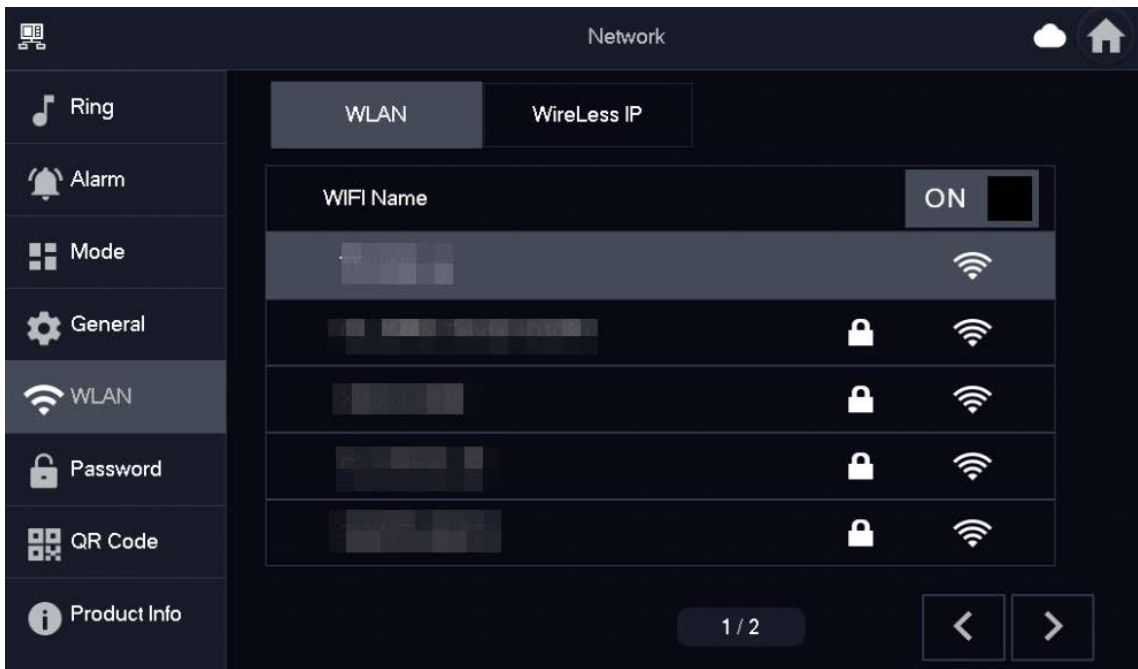 Network
Ring
Alarm
Mode
General
WLAN
Password
QR Code
Product Info
WLAN
WireLess IP
WIFI Name
ON
1 / 2